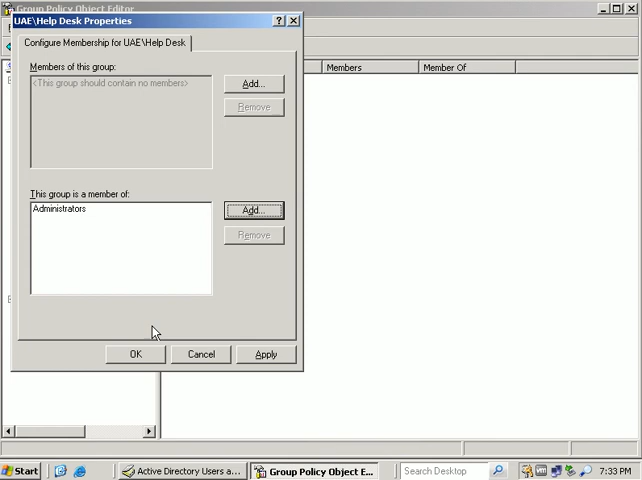 Group Policy Object Editor
UAE\Help Desk Properties
Configure Membership for UAE\Help Desk
Members of this group:
<This group should contain no members>
Add...
Remove
This group is a member of:
Administrators
Add...
Remove
OK
Cancel
Apply
Members
Member Of
Start
Active Directory Users a...
Group Policy Object E...
Search Desktop
7:33 PM